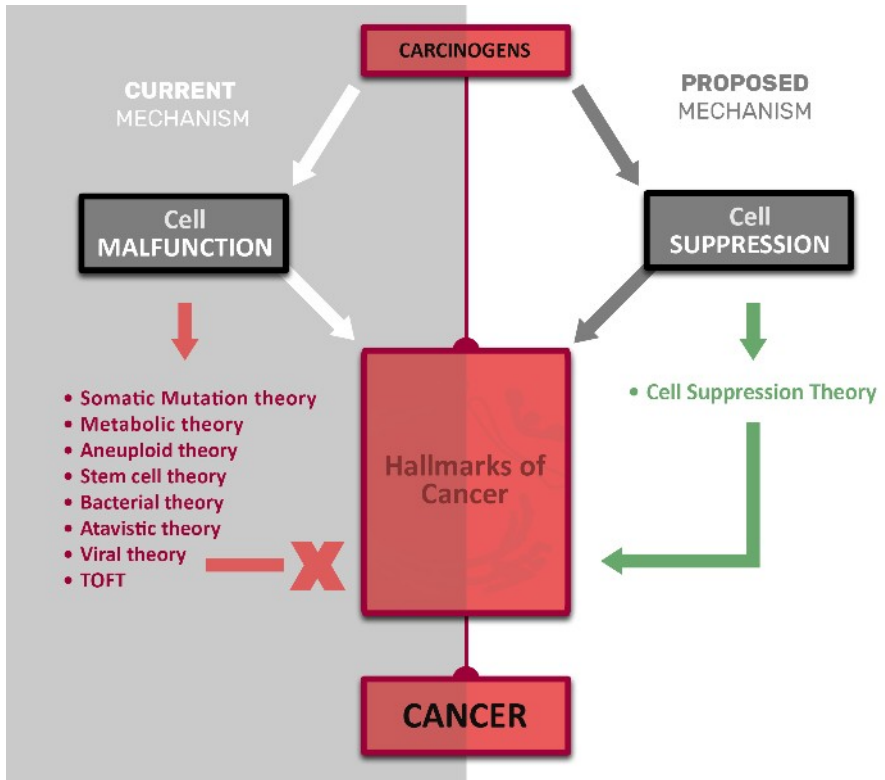 CARCINOGENS
CURRENT
MECHANISM
PROPOSED
MECHANISM
Cell
MALFUNCTION
Cell
SUPPRESSION
• Somatic Mutation theory
• Metabolic theory
• Aneuploid theory
• Stem cell theory
• Bacterial theory
• Atavistic theory
• Viral theory
• TOFT
• Cell Suppression Theory
Hallmarks of
Cancer
CANCER